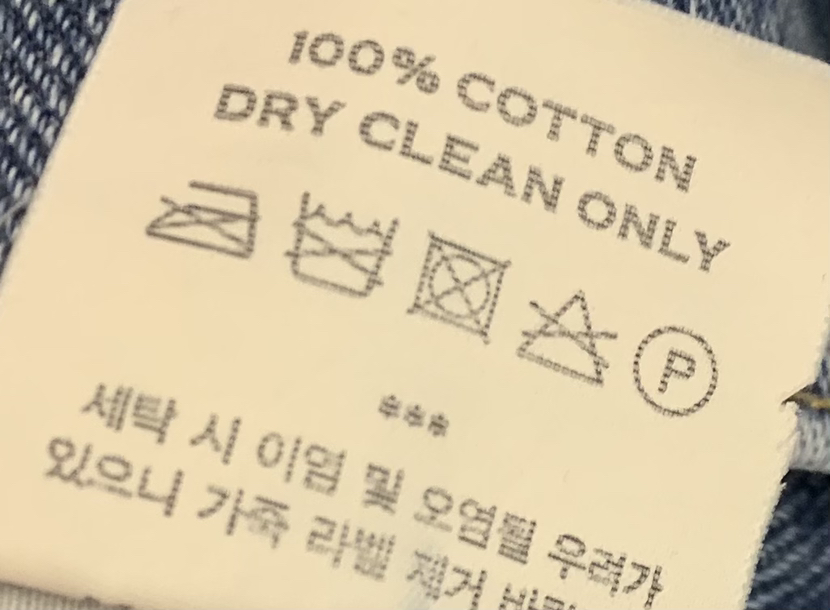 100% COTTON
DRY CLEAN ONLY
P
***
세탁 시 이염 및 오염될 우려가
있으니 가죽 라벨 제거